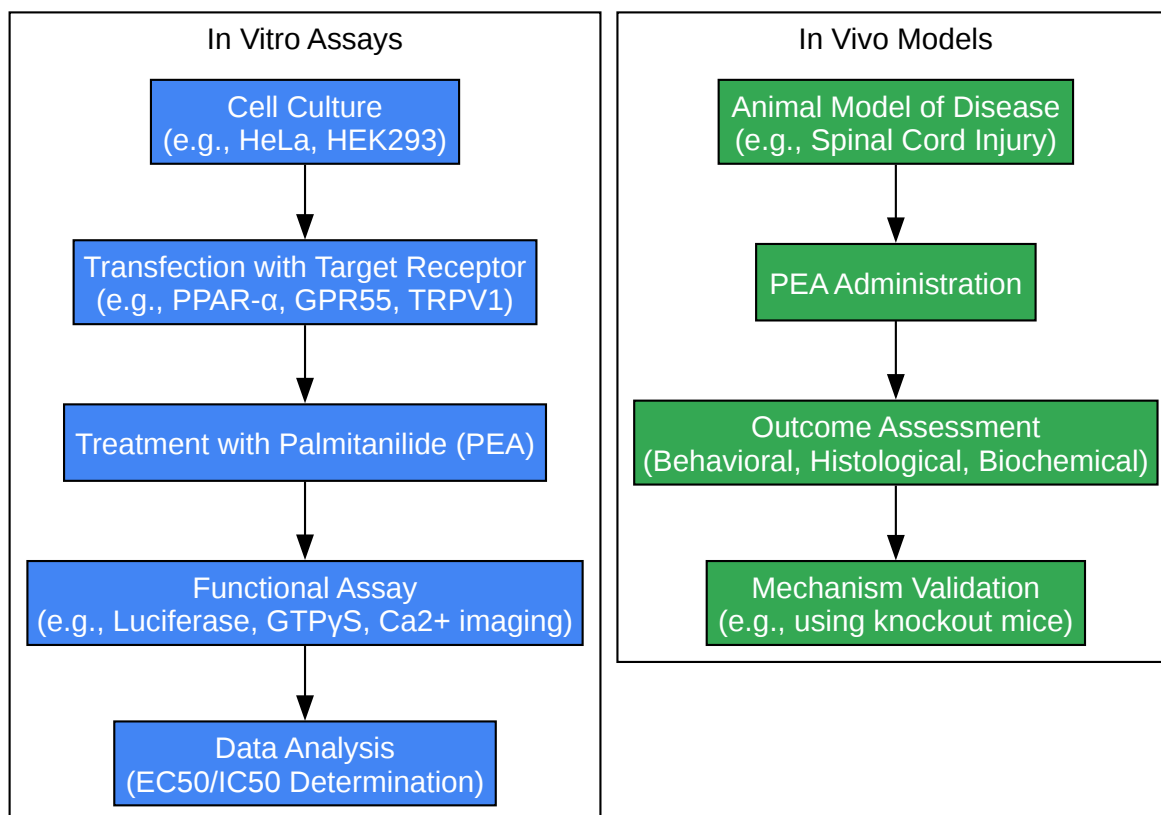 In Vitro Assays
Cell Culture
(e.g., HeLa, HEK293)
Transfection with Target Receptor
(e.g., PPAR-α, GPR55, TRPV1)
Treatment with Palmitanilide (PEA)
Functional Assay
(e.g., Luciferase, GTPγS, Ca2+ imaging)
Data Analysis
(EC50/IC50 Determination)
In Vivo Models
Animal Model of Disease
(e.g., Spinal Cord Injury)
PEA Administration
Outcome Assessment
(Behavioral, Histological, Biochemical)
Mechanism Validation
(e.g., using knockout mice)